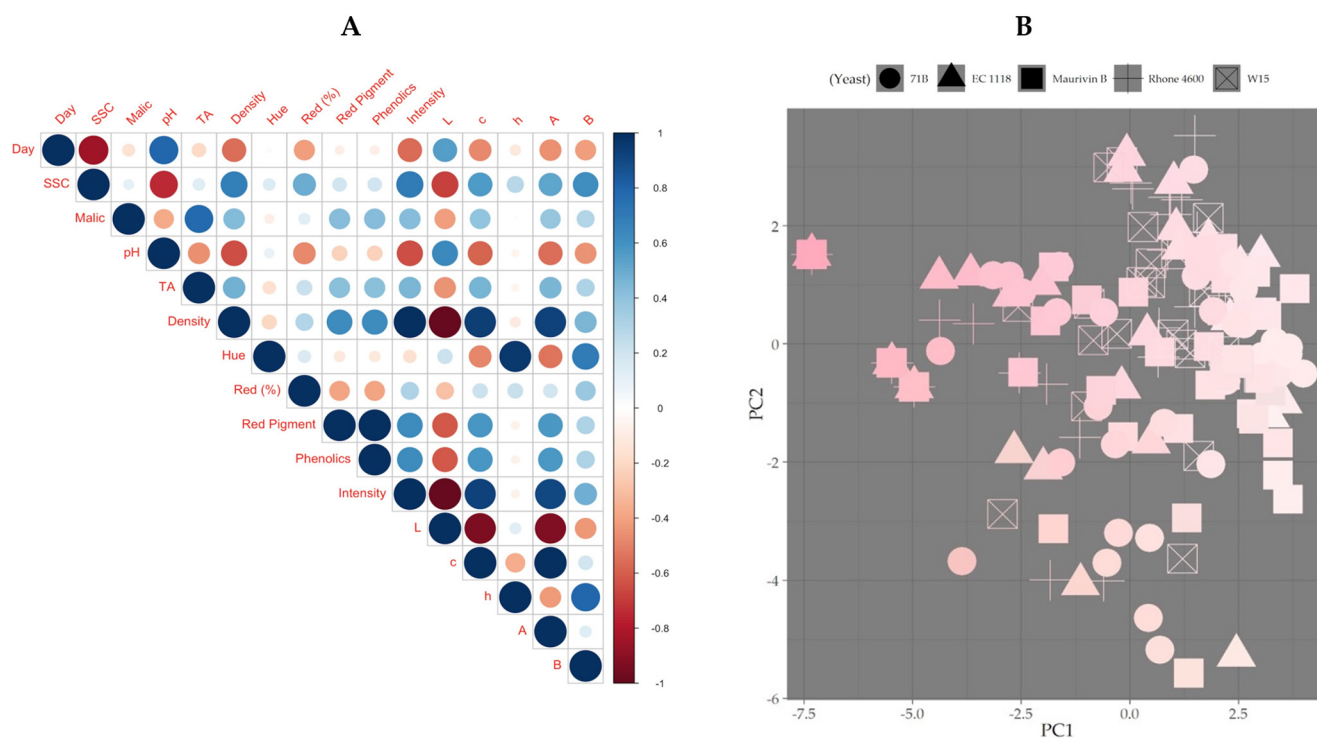 A
Day
SSC
Malic
pH
TA
Density
Hue
Red (%)
Red Pigment
Phenolics
Intensity
L
c
h
A
B
Day
SSC
Malic
pH
TA
Density
Hue
Red (%)
Red Pigment
Phenolics
Intensity
L
c
h
A
B
1
0.8
0.6
0.4
0.2
0
-0.2
-0.4
-0.6
-0.8
-1
B
(Yeast) 71B EC 1118 Maurivin B Rhone 4600 W15
PC2
2
0
-2
-4
-6
-7.5 -5.0 -2.5 0.0 2.5
PC1